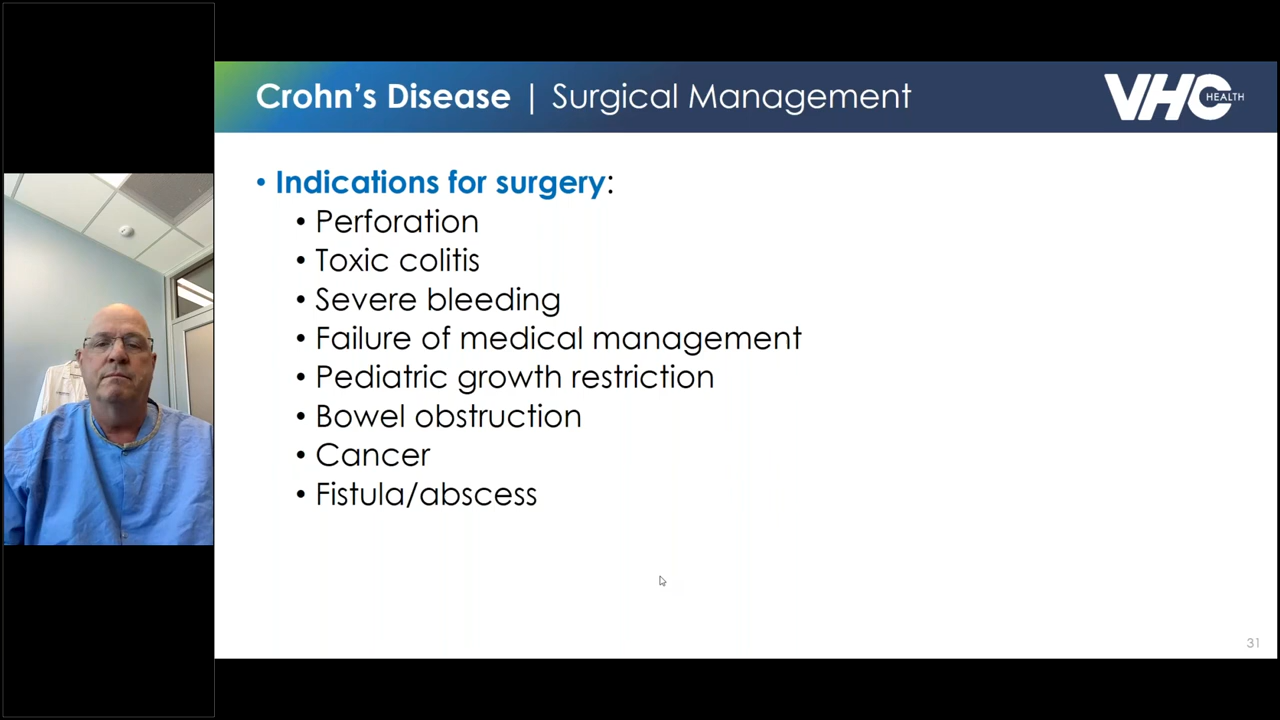 Crohn's Disease | Surgical Management
VHC HEALTH
• Indications for surgery:
• Perforation
• Toxic colitis
• Severe bleeding
• Failure of medical management
• Pediatric growth restriction
• Bowel obstruction
• Cancer
• Fistula/abscess
31